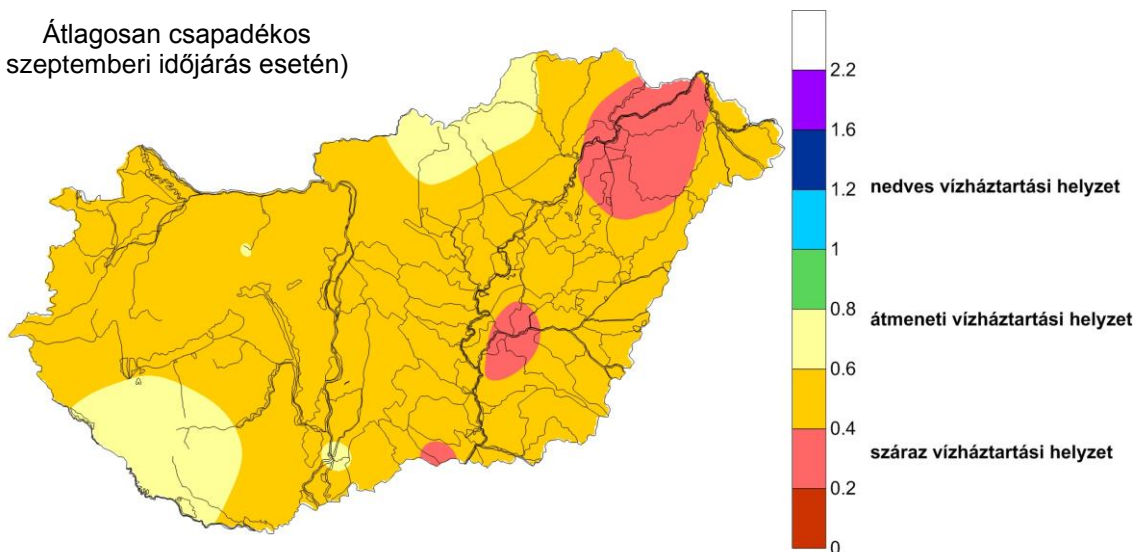 Átlagosan csapadékos
szeptemberi időjárás esetén)
2.2
1.6
1.2
nedves vízháztartási helyzet
1
0.8
átmeneti vízháztartási helyzet
0.6
0.4
száraz vízháztartási helyzet
0.2
0